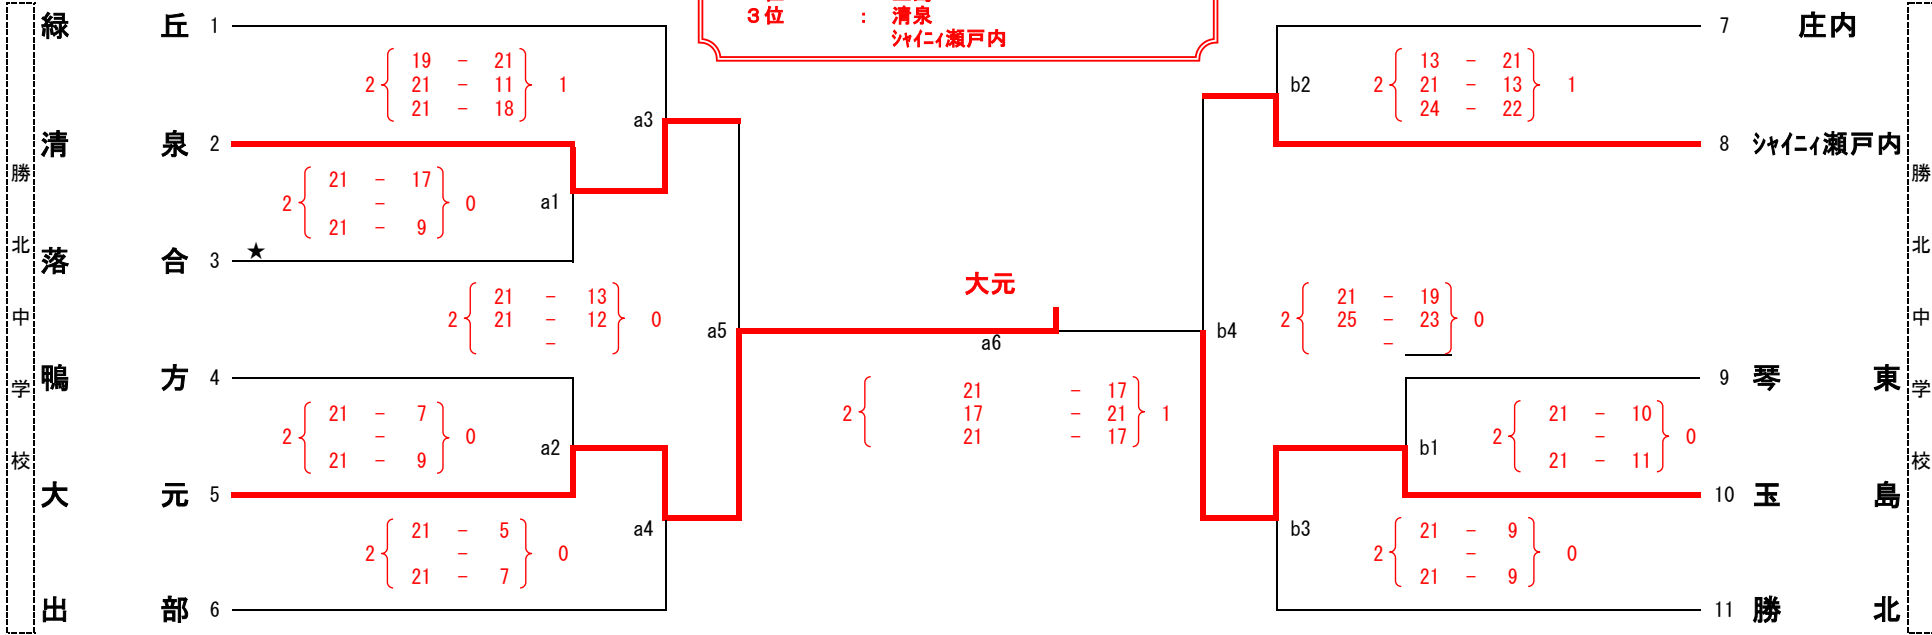 3位 : 清泉
ｼｬｲﾆｨ瀬戸内
勝北中学校
緑丘 1
2 19 - 21 1
21 - 11
21 - 18
a3
清泉 2
2 21 - 17 0
-
21 - 9
a1
落合 3 ★
2 21 - 13 0
21 - 12
-
a5
鴨方 4
2 21 - 7 0
-
21 - 9
a2
大元 5
2 21 - 5 0
-
21 - 7
a4
出部 6
大元
a6
2 21 - 17 1
17 - 21
21 - 17
7 庄内
b2
2 13 - 21 1
21 - 13
24 - 22
8 ｼｬｲﾆｨ瀬戸内
b4
2 21 - 19 0
25 - 23
-
9 琴東
b1
2 21 - 10 0
-
21 - 11
10 玉島
b3
2 21 - 9 0
-
21 - 9
11 勝北
勝北中学校